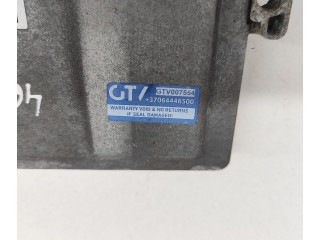 GTV
GTV007554
+37064446500
WARRANTY VOID & NO RETURNS
IF SEAL DAMAGED!